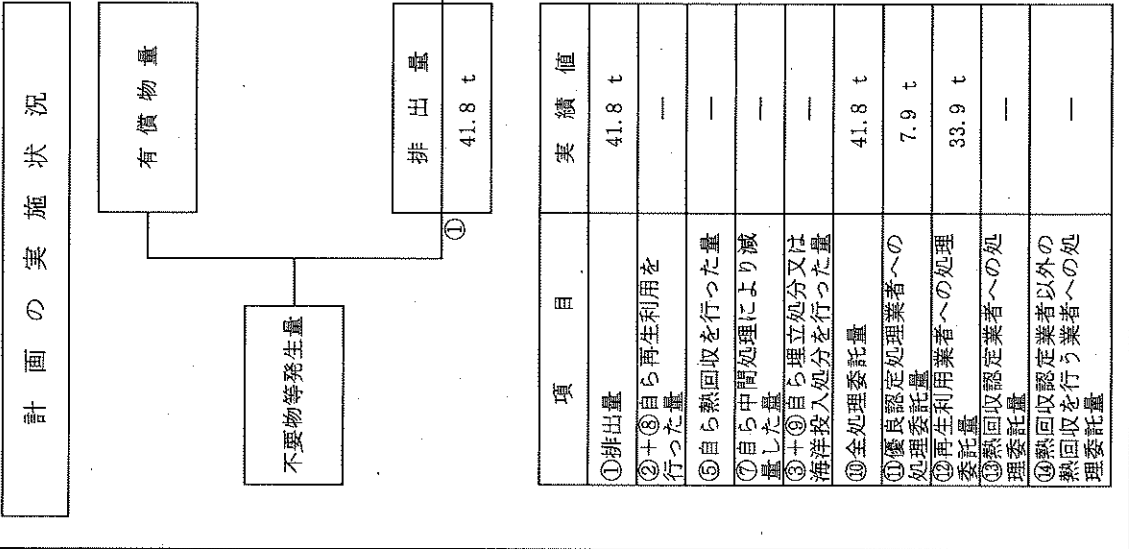 計画の実施状況
有償物量
不要物等発生量
排出量
41.8 t
①
項目 実績値
①排出量 41.8 t
②+⑧自ら再生利用を
行った量 —
⑤自ら熱回収を行った量 —
⑦自ら中間処理により減
量した量 —
③+⑨自ら埋立処分又は
海洋投入処分を行った量 —
⑩全処理委託量 41.8 t
⑪優良認定処理業者への
処理委託量 7.9 t
⑫再生利用業者への処理
委託量 33.9 t
⑬熱回収認定業者への処
理委託量 —
⑭熱回収認定業者以外の
熱回収を行う業者への処
理委託量 —